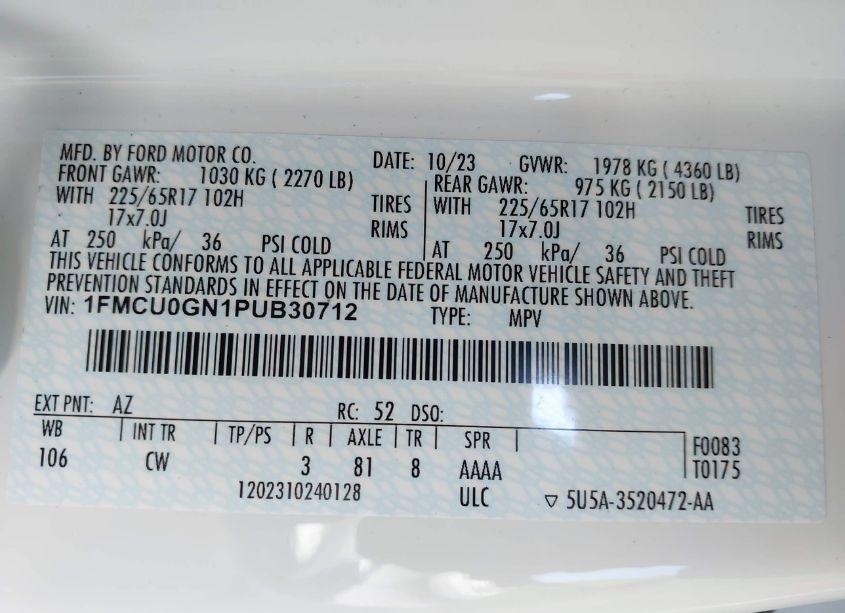 MFD. BY FORD MOTOR CO. DATE: 10/23 GVWR: 1978 KG ( 4360 LB)
FRONT GAWR: 1030 KG ( 2270 LB) REAR GAWR: 975 KG ( 2150 LB)
WITH 225/65R17 102H TIRES WITH 225/65R17 102H TIRES
17x7.0J RIMS 17x7.0J RIMS
AT 250 kPa/ 36 PSI COLD AT 250 kPa/ 36 PSI COLD
THIS VEHICLE CONFORMS TO ALL APPLICABLE FEDERAL MOTOR VEHICLE SAFETY AND THEFT
PREVENTION STANDARDS IN EFFECT ON THE DATE OF MANUFACTURE SHOWN ABOVE.
VIN: 1FMCU0GN1PUB30712 TYPE: MPV
EXT PNT: AZ RC: 52 DSO:
WB INT TR TP/PS R AXLE TR SPR F0083
106 CW 3 81 8 AAAA T0175
1202310240128 ULC ▽ 5U5A-3520472-AA